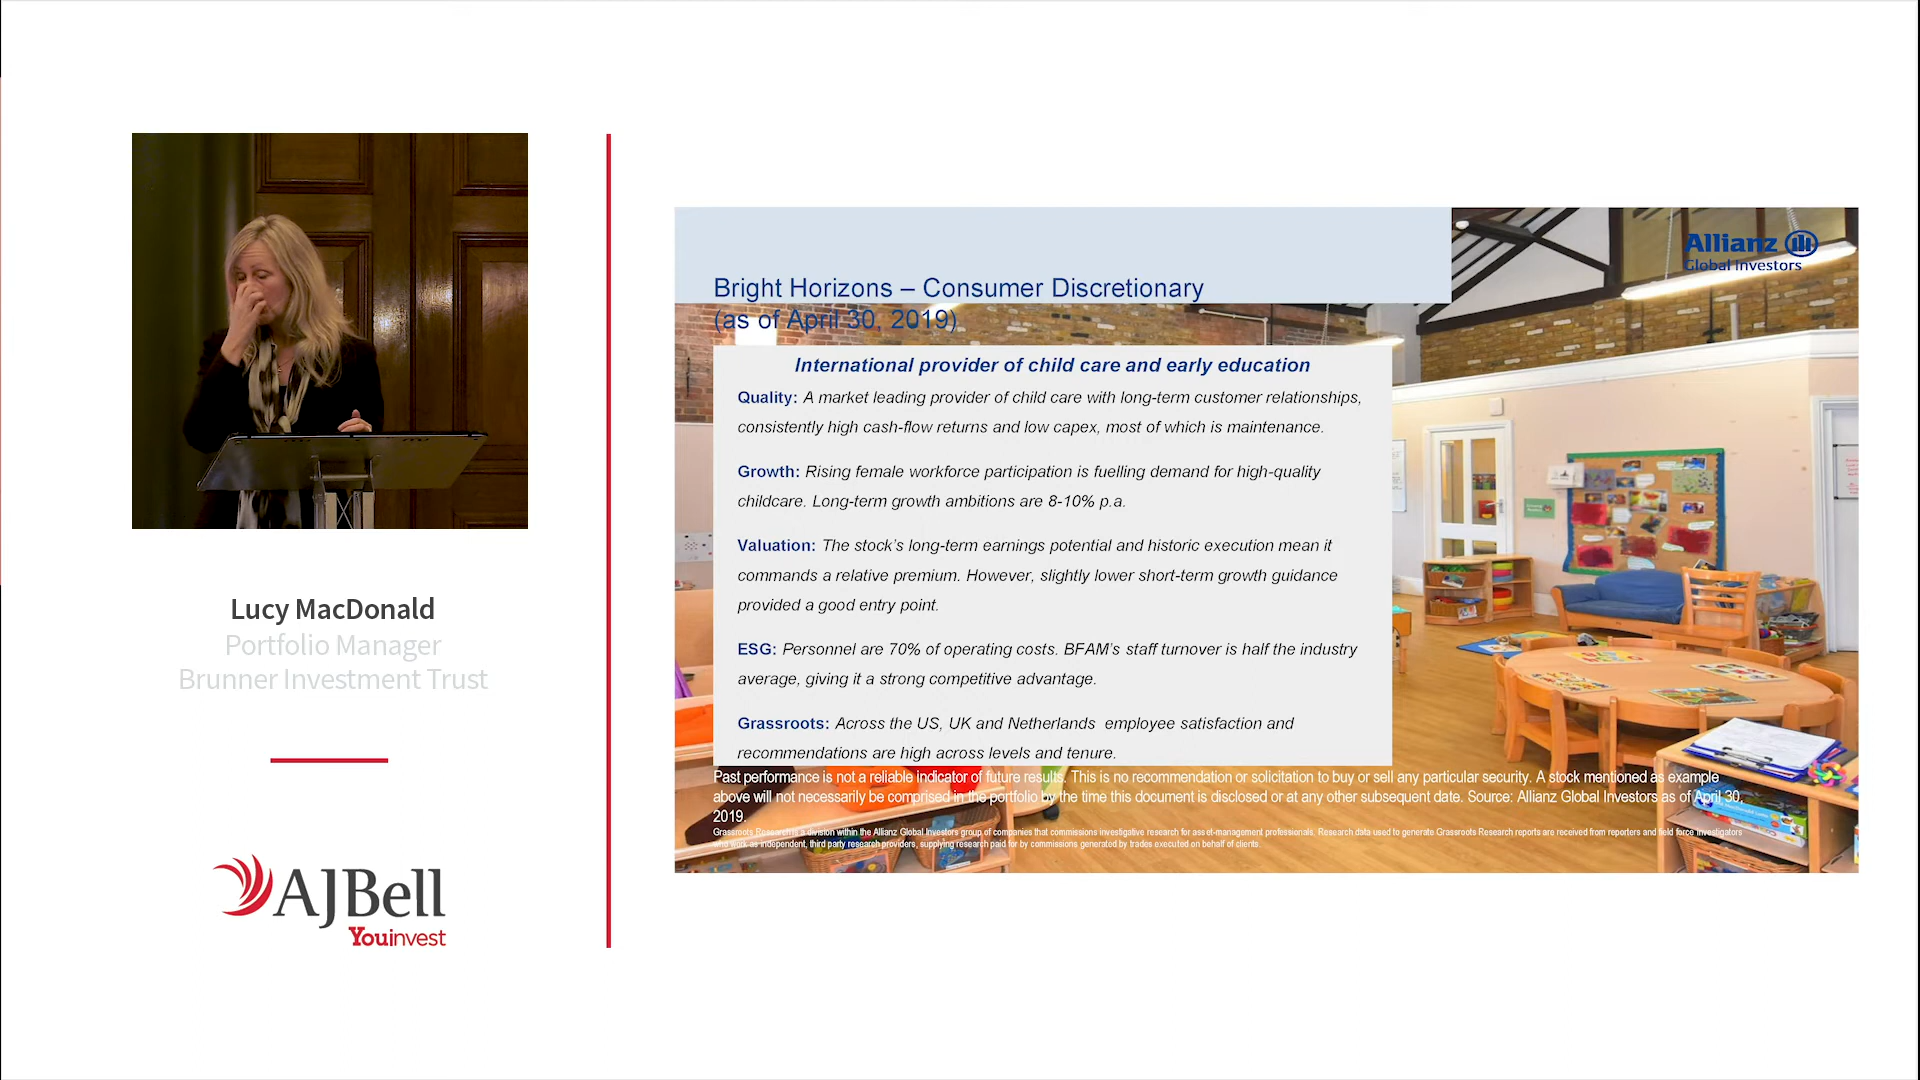 Lucy MacDonald
Portfolio Manager
Brunner Investment Trust
AJBell
Youinvest
Allianz
Global Investors
Bright Horizons – Consumer Discretionary
(as of April 30, 2019)
International provider of child care and early education
Quality: A market leading provider of child care with long-term customer relationships,
consistently high cash-flow returns and low capex, most of which is maintenance.
Growth: Rising female workforce participation is fuelling demand for high-quality
childcare. Long-term growth ambitions are 8-10% p.a.
Valuation: The stock’s long-term earnings potential and historic execution mean it
commands a relative premium. However, slightly lower short-term growth guidance
provided a good entry point.
ESG: Personnel are 70% of operating costs. BFAM’s staff turnover is half the industry
average, giving it a strong competitive advantage.
Grassroots: Across the US, UK and Netherlands employee satisfaction and
recommendations are high across levels and tenure.
Past performance is not a reliable indicator of future results. This is no recommendation or solicitation to buy or sell any particular security. A stock mentioned as example
above will not necessarily be comprised in the portfolio by the time this document is disclosed or at any other subsequent date. Source: Allianz Global Investors as of April 30,
2019.
Grassroots Research is a division within the Allianz Global Investors group of companies that commissions investigative research for asset-management professionals. Research data used to generate Grassroots Research reports are received from reporters and field force investigators
who work as independent, third party research providers, supplying research paid for by commissions generated by trades executed on behalf of clients.